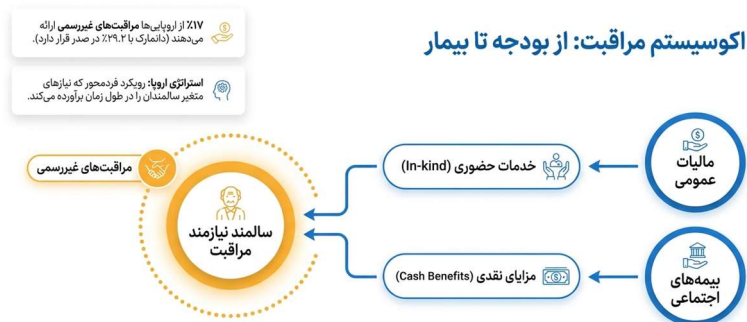 اکوسیستم مراقبت: از بودجه تا بیمار
۱۷٪ از اروپایی‌ها مراقبت‌های غیررسمی ارائه
می‌دهند (دانمارک با ۲۹.۲٪ در صدر قرار دارد).
استراتژی اروپا: رویکرد فردمحور که نیازهای
متغیر سالمندان را در طول زمان برآورده می‌کند.
مالیات
عمومی
خدمات حضوری (In-kind)
مراقبت‌های غیررسمی
سالمند نیازمند
مراقبت
بیمه‌های
اجتماعی
مزایای نقدی (Cash Benefits)